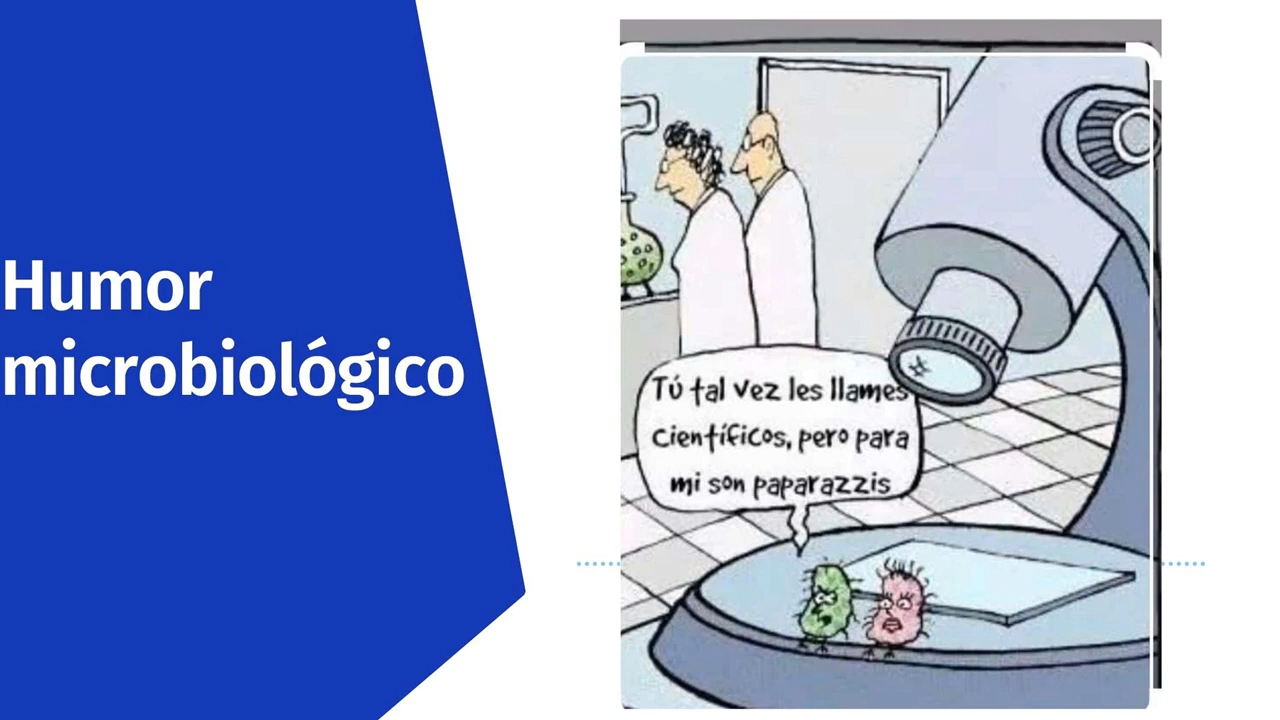 Humor
microbiológico
Tú tal vez les llames
científicos, pero para
mi son paparazzis